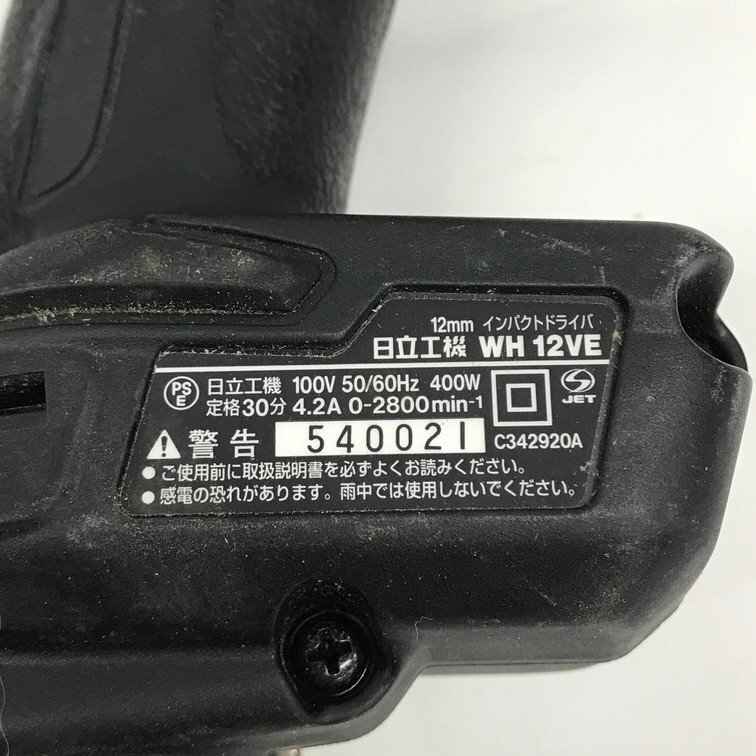 12mm インパクトドライバ
日立工機 WH 12VE
PSE 日立工機 100V 50/60Hz 400W
定格30分 4.2A 0-2800min-1
JET
警告 540021 C342920A
●ご使用前に取扱説明書を必ずよくお読みください。
●感電の恐れがあります。雨中では使用しないでください。